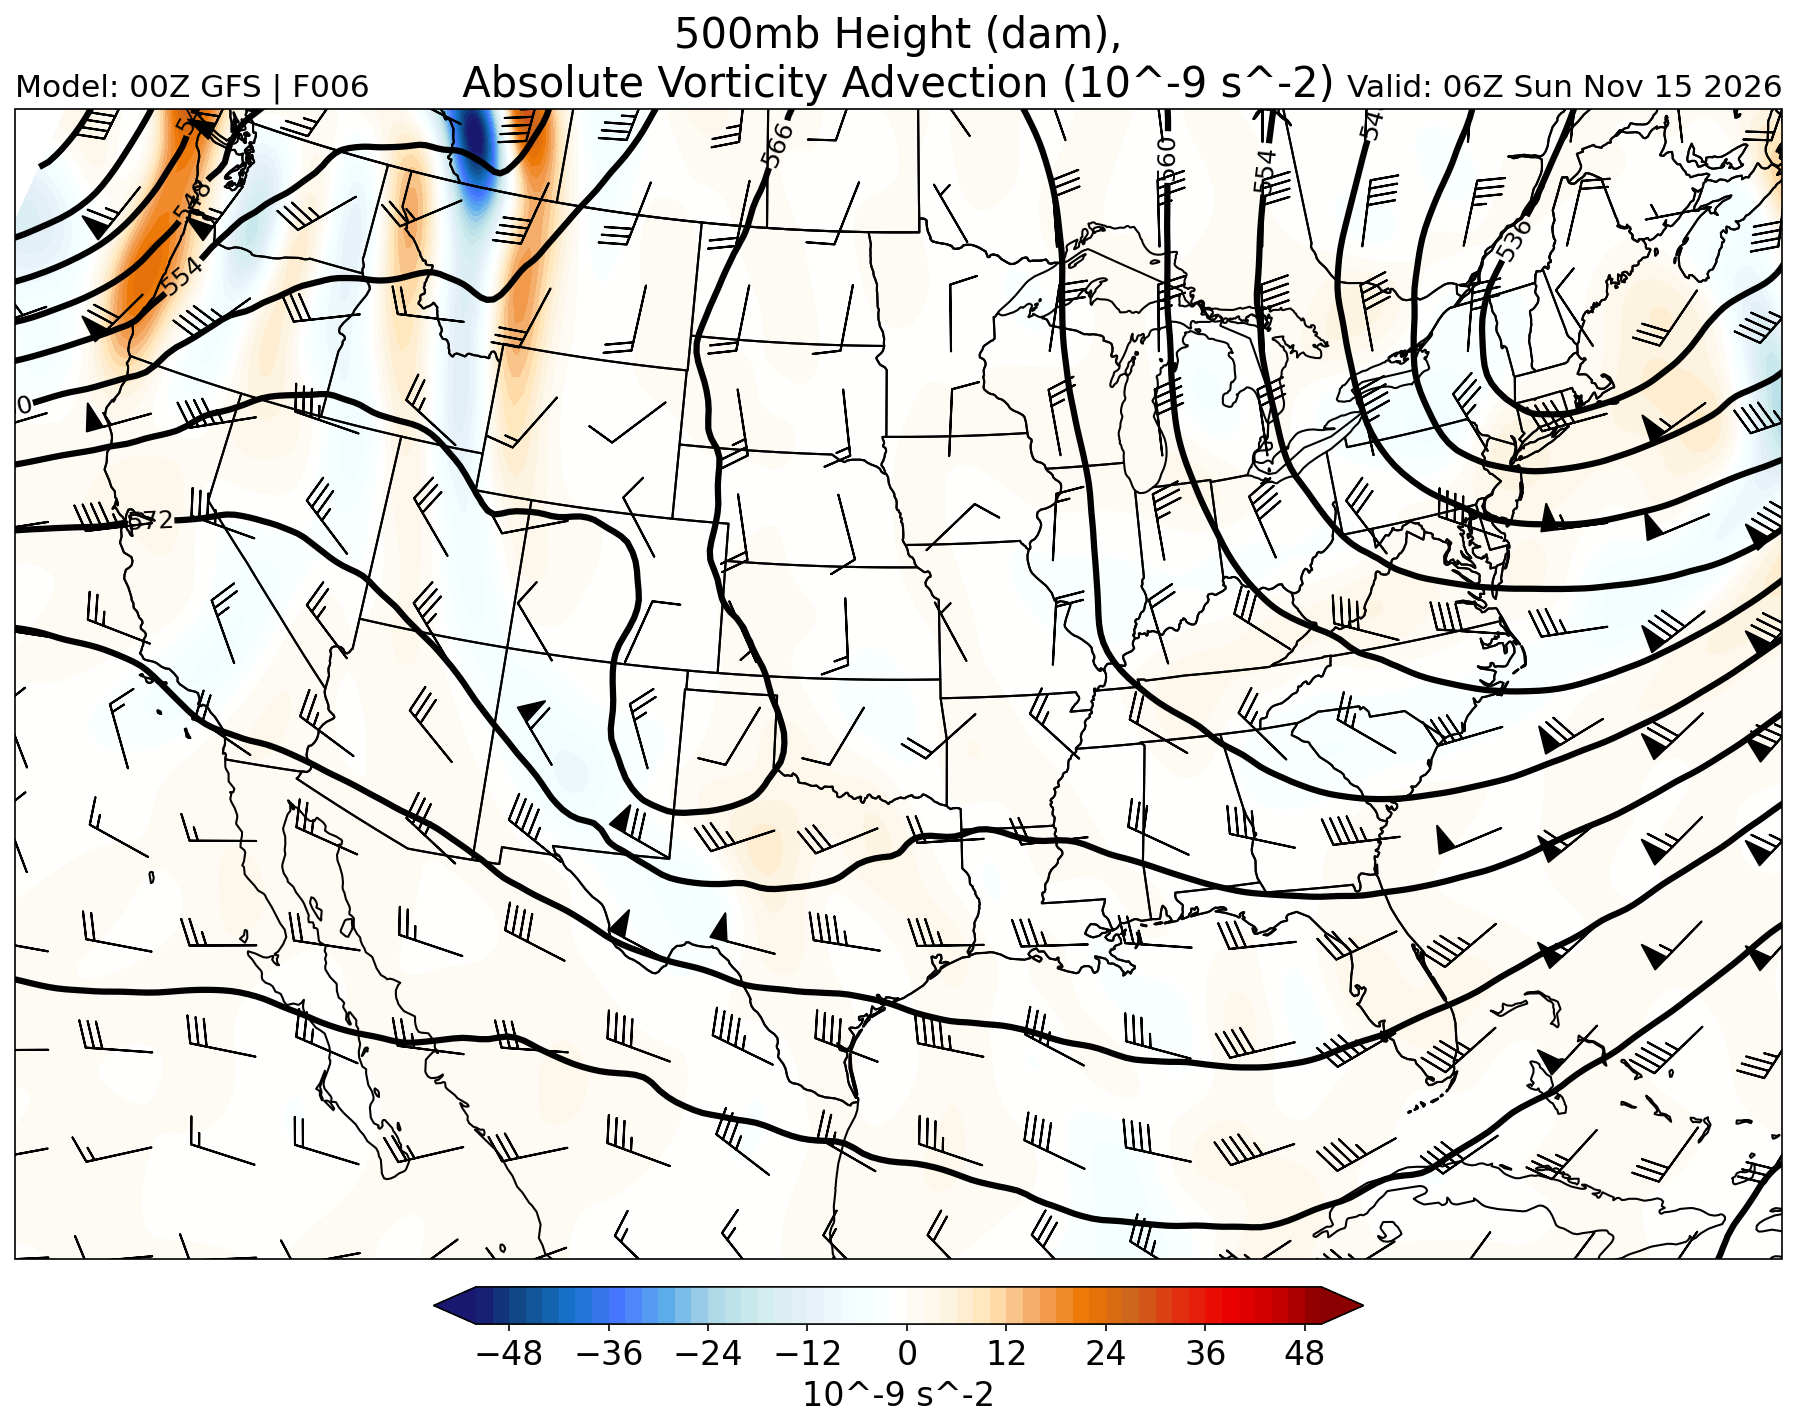 500mb Height (dam),
Model: 00Z GFS | F006
Absolute Vorticity Advection (10^-9 s^-2)
Valid: 06Z Sun Nov 15 2026
566
560
554
536
548
554
572
−48 −36 −24 −12 0 12 24 36 48
10^-9 s^-2